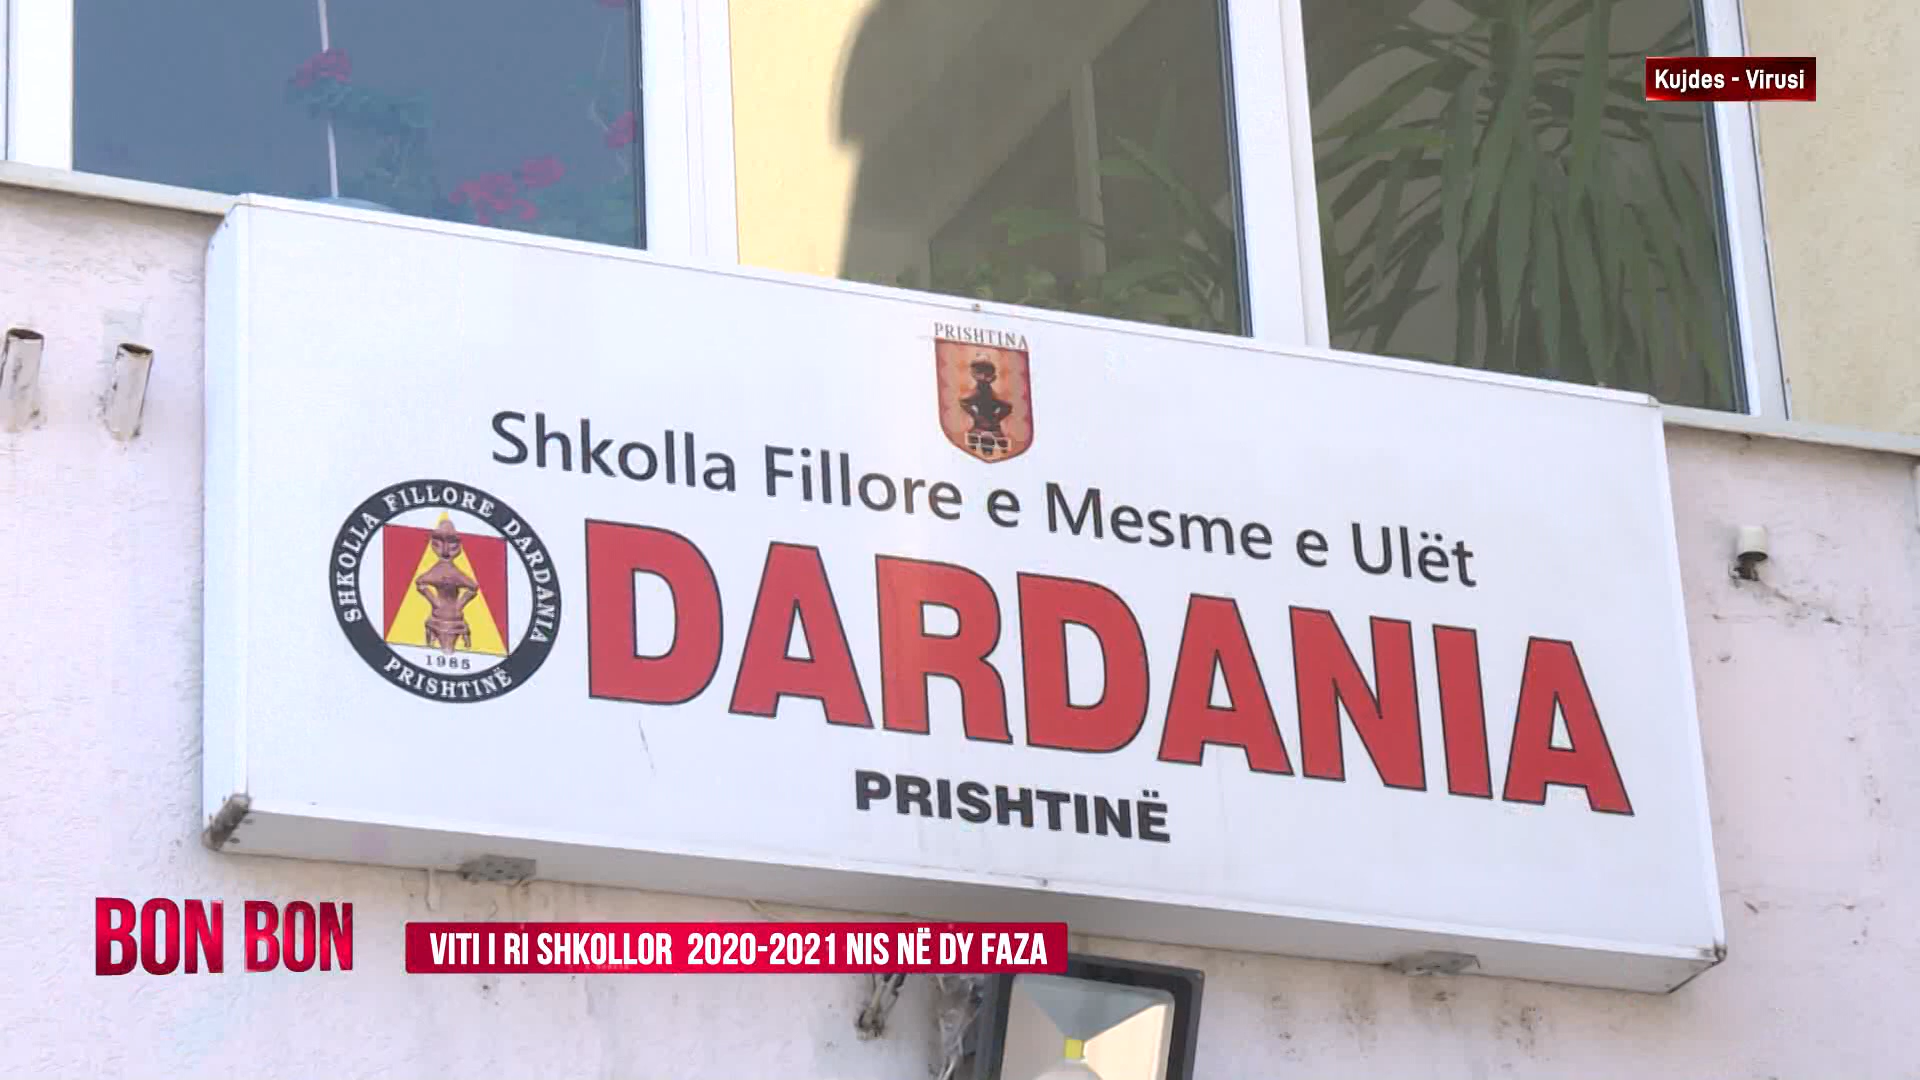 Kujdes - Virusi
PRISHTINA
Shkolla Fillore e Mesme e Ulët
SHKOLLA FILLORE DARDANIA
1985
PRISHTINË
DARDANIA
PRISHTINË
BON BON
VITI I RI SHKOLLOR 2020-2021 NIS NË DY FAZA